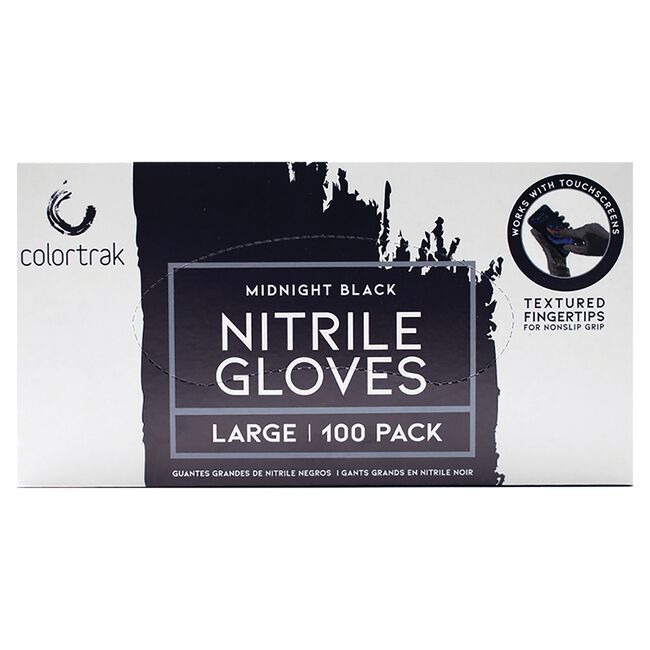 colortrak
MIDNIGHT BLACK
NITRILE
GLOVES
LARGE | 100 PACK
GUANTES GRANDES DE NITRILE NEGROS | GANTS GRANDS EN NITRILE NOIR
WORKS WITH TOUCHSCREENS
TEXTURED
FINGERTIPS
FOR NONSLIP GRIP